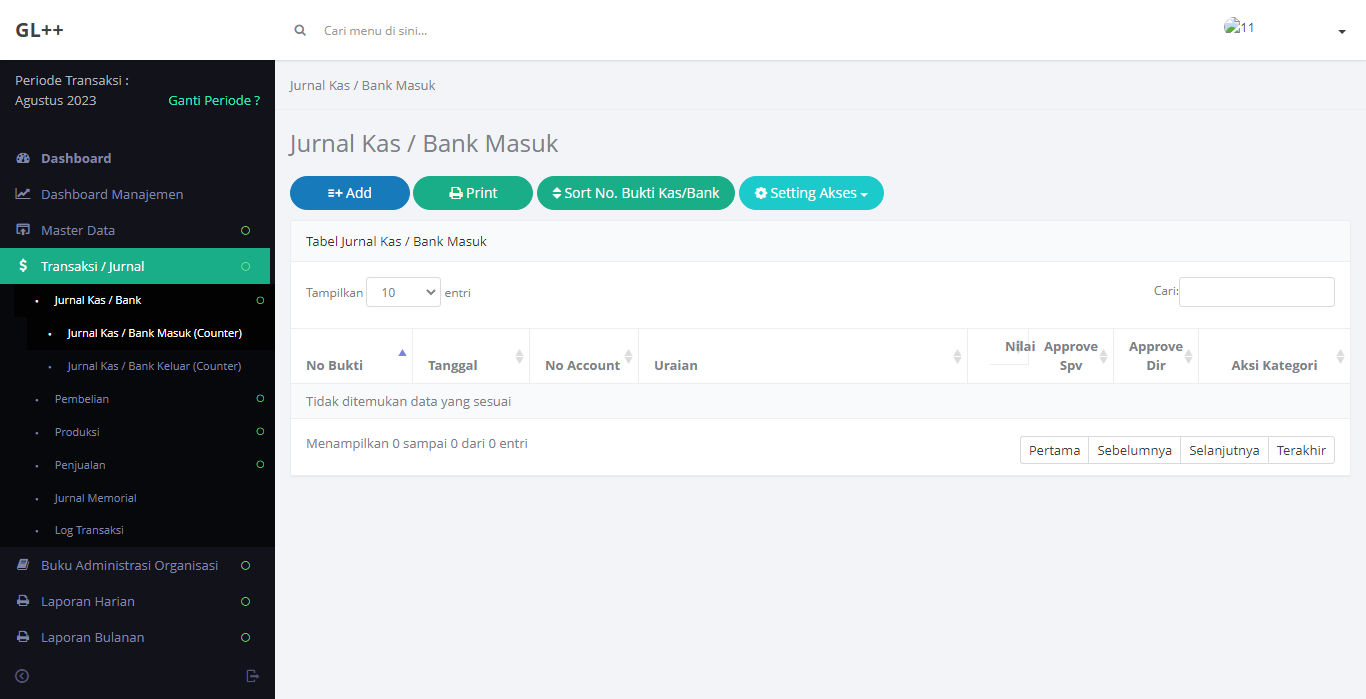 GL++
Cari menu di sini...
11
Periode Transaksi :
Agustus 2023
Ganti Periode ?
Dashboard
Dashboard Manajemen
Master Data
Transaksi / Jurnal
Jurnal Kas / Bank
Jurnal Kas / Bank Masuk (Counter)
Jurnal Kas / Bank Keluar (Counter)
Pembelian
Produksi
Penjualan
Jurnal Memorial
Log Transaksi
Buku Administrasi Organisasi
Laporan Harian
Laporan Bulanan
Jurnal Kas / Bank Masuk
Jurnal Kas / Bank Masuk
Add
Print
Sort No. Bukti Kas/Bank
Setting Akses
Tabel Jurnal Kas / Bank Masuk
Tampilkan 10 entri
Cari:
No Bukti
Tanggal
No Account
Uraian
Nilai
Approve
Spv
Approve
Dir
Aksi Kategori
Tidak ditemukan data yang sesuai
Menampilkan 0 sampai 0 dari 0 entri
Pertama
Sebelumnya
Selanjutnya
Terakhir